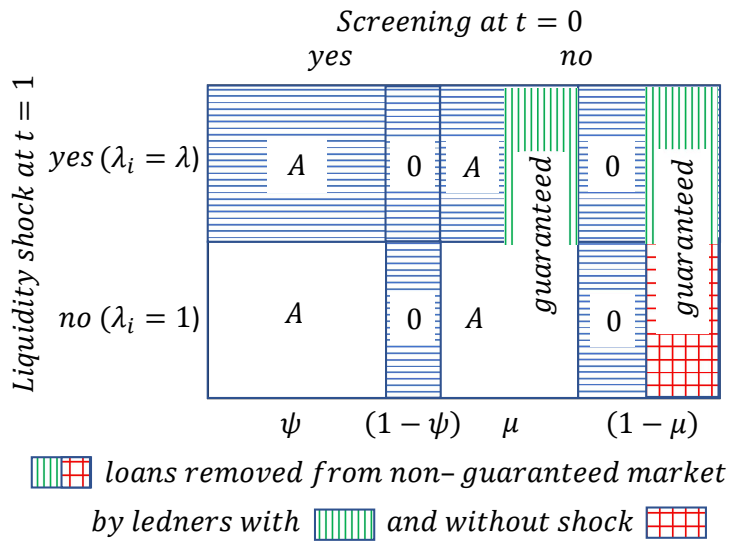 Screening at t = 0
yes no
Liquidity shock at t = 1
yes (λᵢ = λ)
A 0 A guaranteed 0 guaranteed
no (λᵢ = 1)
A 0 A 0
ψ (1 − ψ) μ (1 − μ)
loans removed from non– guaranteed market
by ledners with and without shock